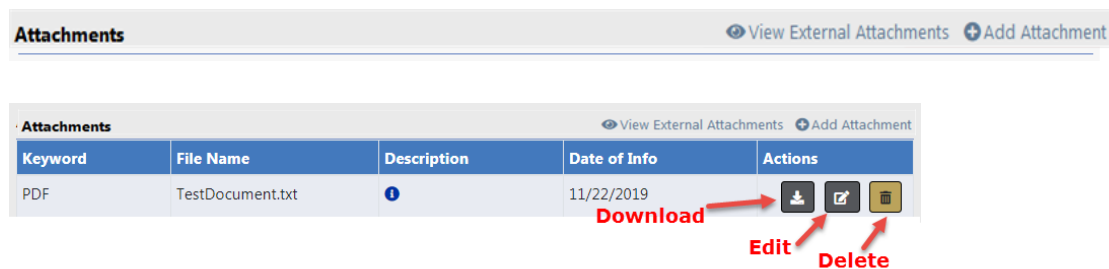 Attachments View External Attachments Add Attachment
Attachments View External Attachments Add Attachment
Keyword File Name Description Date of Info Actions
PDF TestDocument.txt 11/22/2019
Download
Edit
Delete